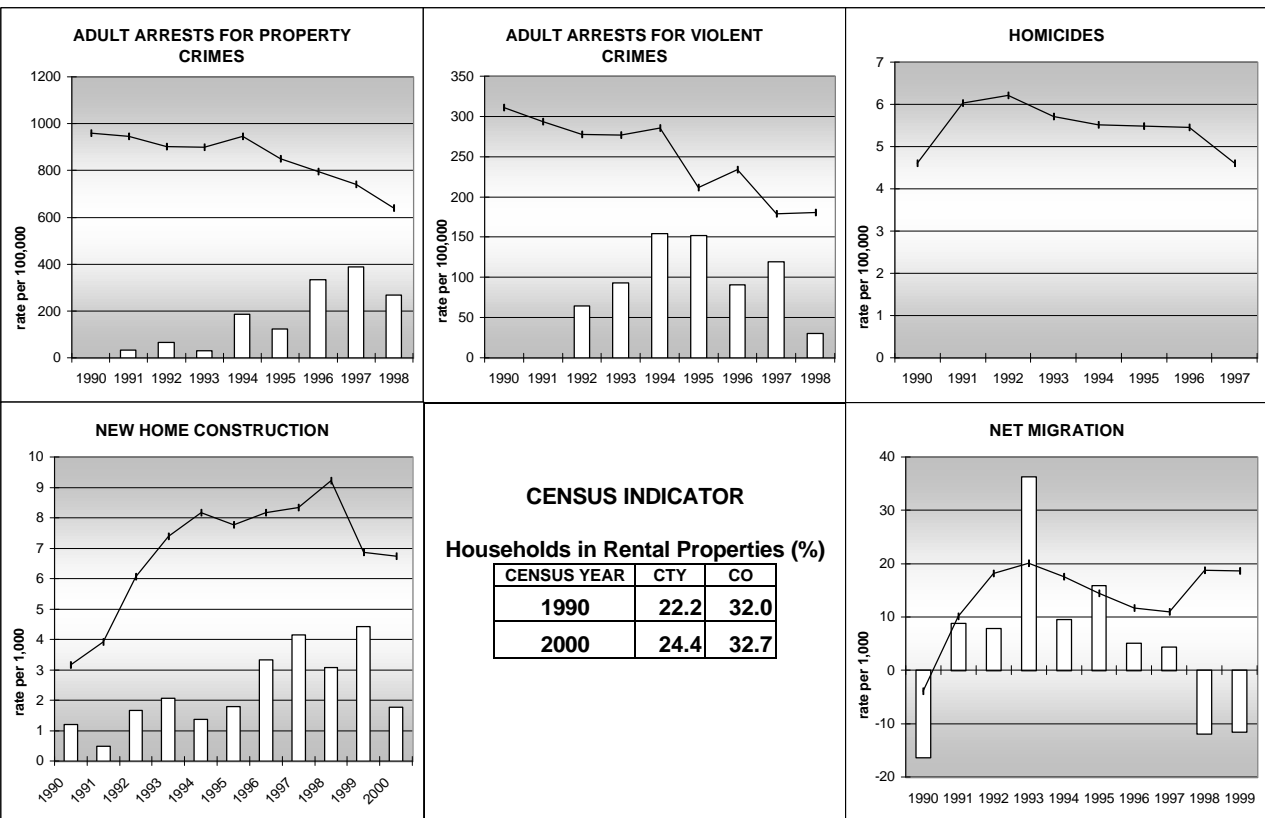 ADULT ARRESTS FOR PROPERTY
CRIMES
1200
1000
800
600
400
200
0
rate per 100,000
1990 1991 1992 1993 1994 1995 1996 1997 1998
ADULT ARRESTS FOR VIOLENT
CRIMES
350
300
250
200
150
100
50
0
rate per 100,000
1990 1991 1992 1993 1994 1995 1996 1997 1998
HOMICIDES
7
6
5
4
3
2
1
0
rate per 100,000
1990 1991 1992 1993 1994 1995 1996 1997
NEW HOME CONSTRUCTION
10
9
8
7
6
5
4
3
2
1
0
rate per 1,000
1990 1991 1992 1993 1994 1995 1996 1997 1998 1999 2000
CENSUS INDICATOR
Households in Rental Properties (%)
CENSUS YEAR CTY CO
1990 22.2 32.0
2000 24.4 32.7
NET MIGRATION
40
30
20
10
0
-10
-20
rate per 1,000
1990 1991 1992 1993 1994 1995 1996 1997 1998 1999